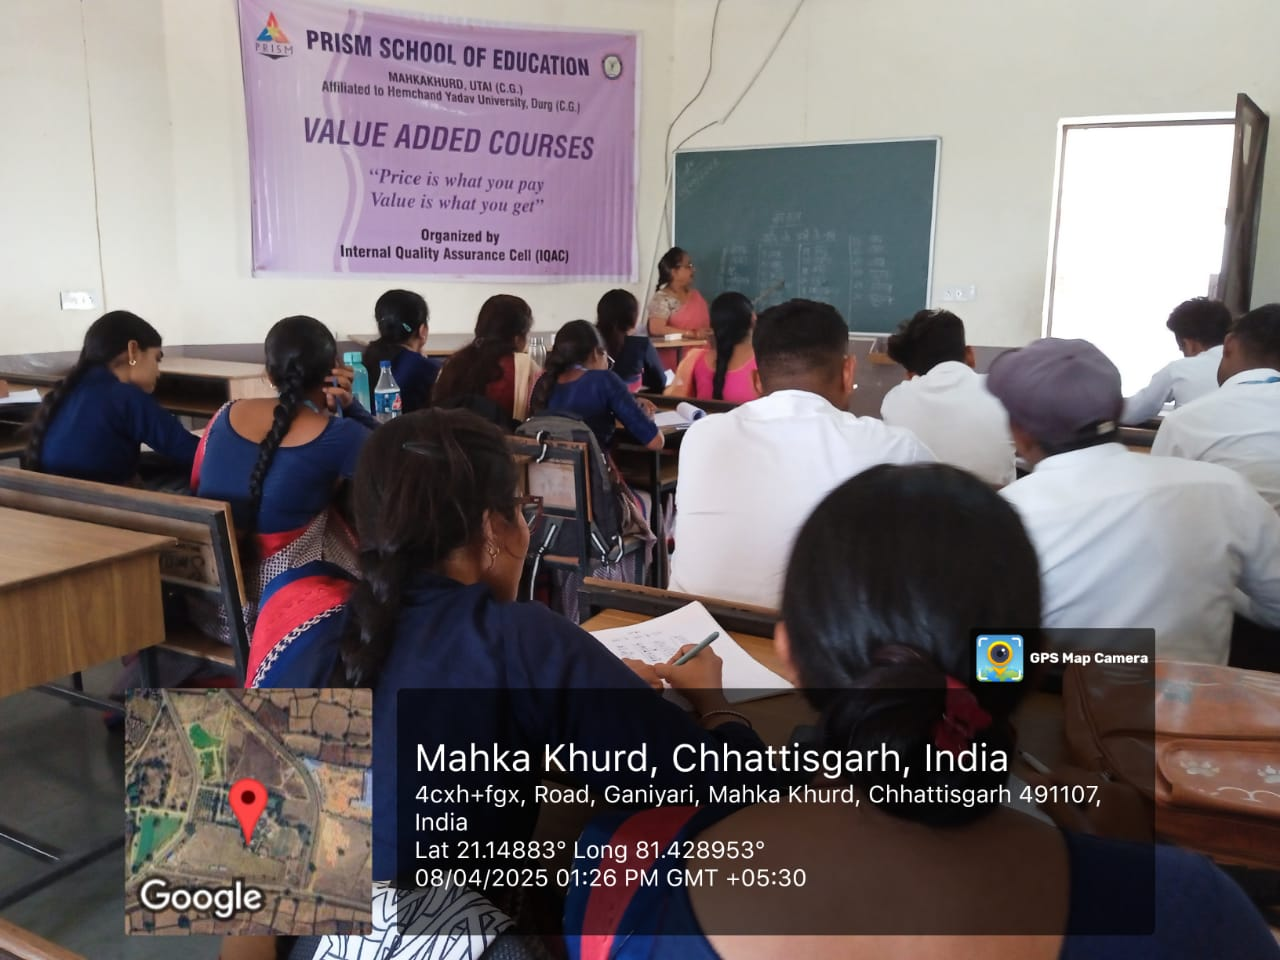 PRISM
PRISM SCHOOL OF EDUCATION
MAHKAKHURD, UTAI (C.G.)
Affiliated to Hemchand Yadav University, Durg (C.G.)
VALUE ADDED COURSES
“Price is what you pay
Value is what you get”
Organized by
Internal Quality Assurance Cell (IQAC)
GPS Map Camera
Mahka Khurd, Chhattisgarh, India
4cxh+fgx, Road, Ganiyari, Mahka Khurd, Chhattisgarh 491107,
India
Lat 21.14883° Long 81.428953°
08/04/2025 01:26 PM GMT +05:30
Google